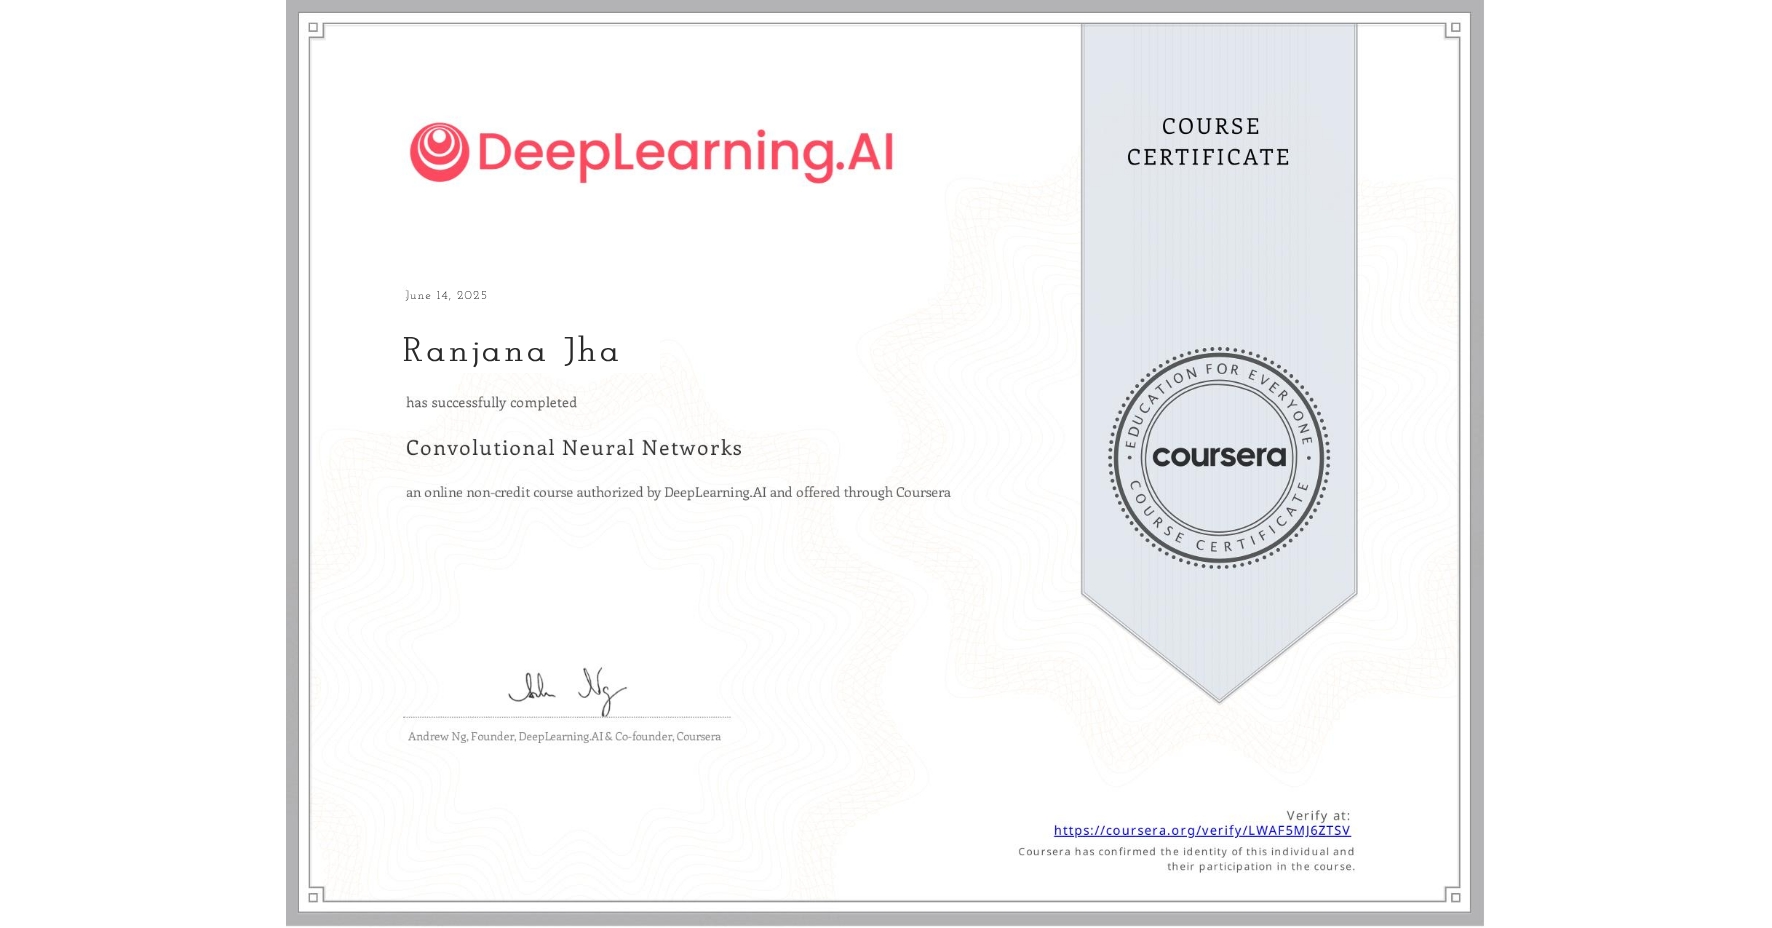 DeepLearning.AI
COURSE
CERTIFICATE
June 14, 2025
Ranjana Jha
has successfully completed
Convolutional Neural Networks
an online non-credit course authorized by DeepLearning.AI and offered through Coursera
EDUCATION FOR EVERYONE
coursera
COURSE CERTIFICATE
Andrew Ng, Founder, DeepLearning.AI & Co-founder, Coursera
Verify at:
https://coursera.org/verify/LWAF5MJ6ZTSV
Coursera has confirmed the identity of this individual and
their participation in the course.